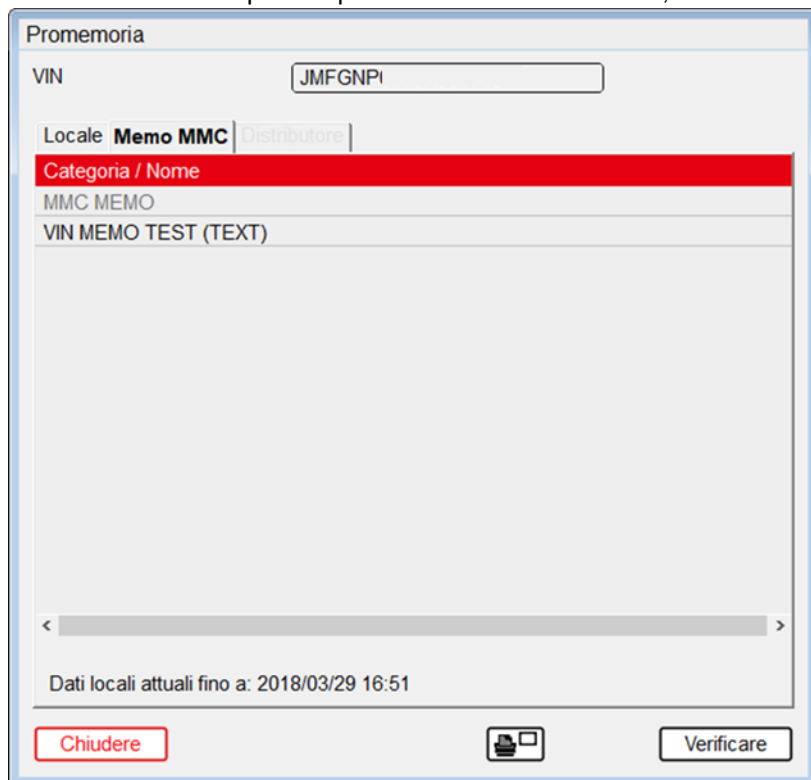 Promemoria
VIN JMFGNP
Locale Memo MMC Distributore
Categoria / Nome
MMC MEMO
VIN MEMO TEST (TEXT)
Dati locali attuali fino a: 2018/03/29 16:51
Chiudere Verificare